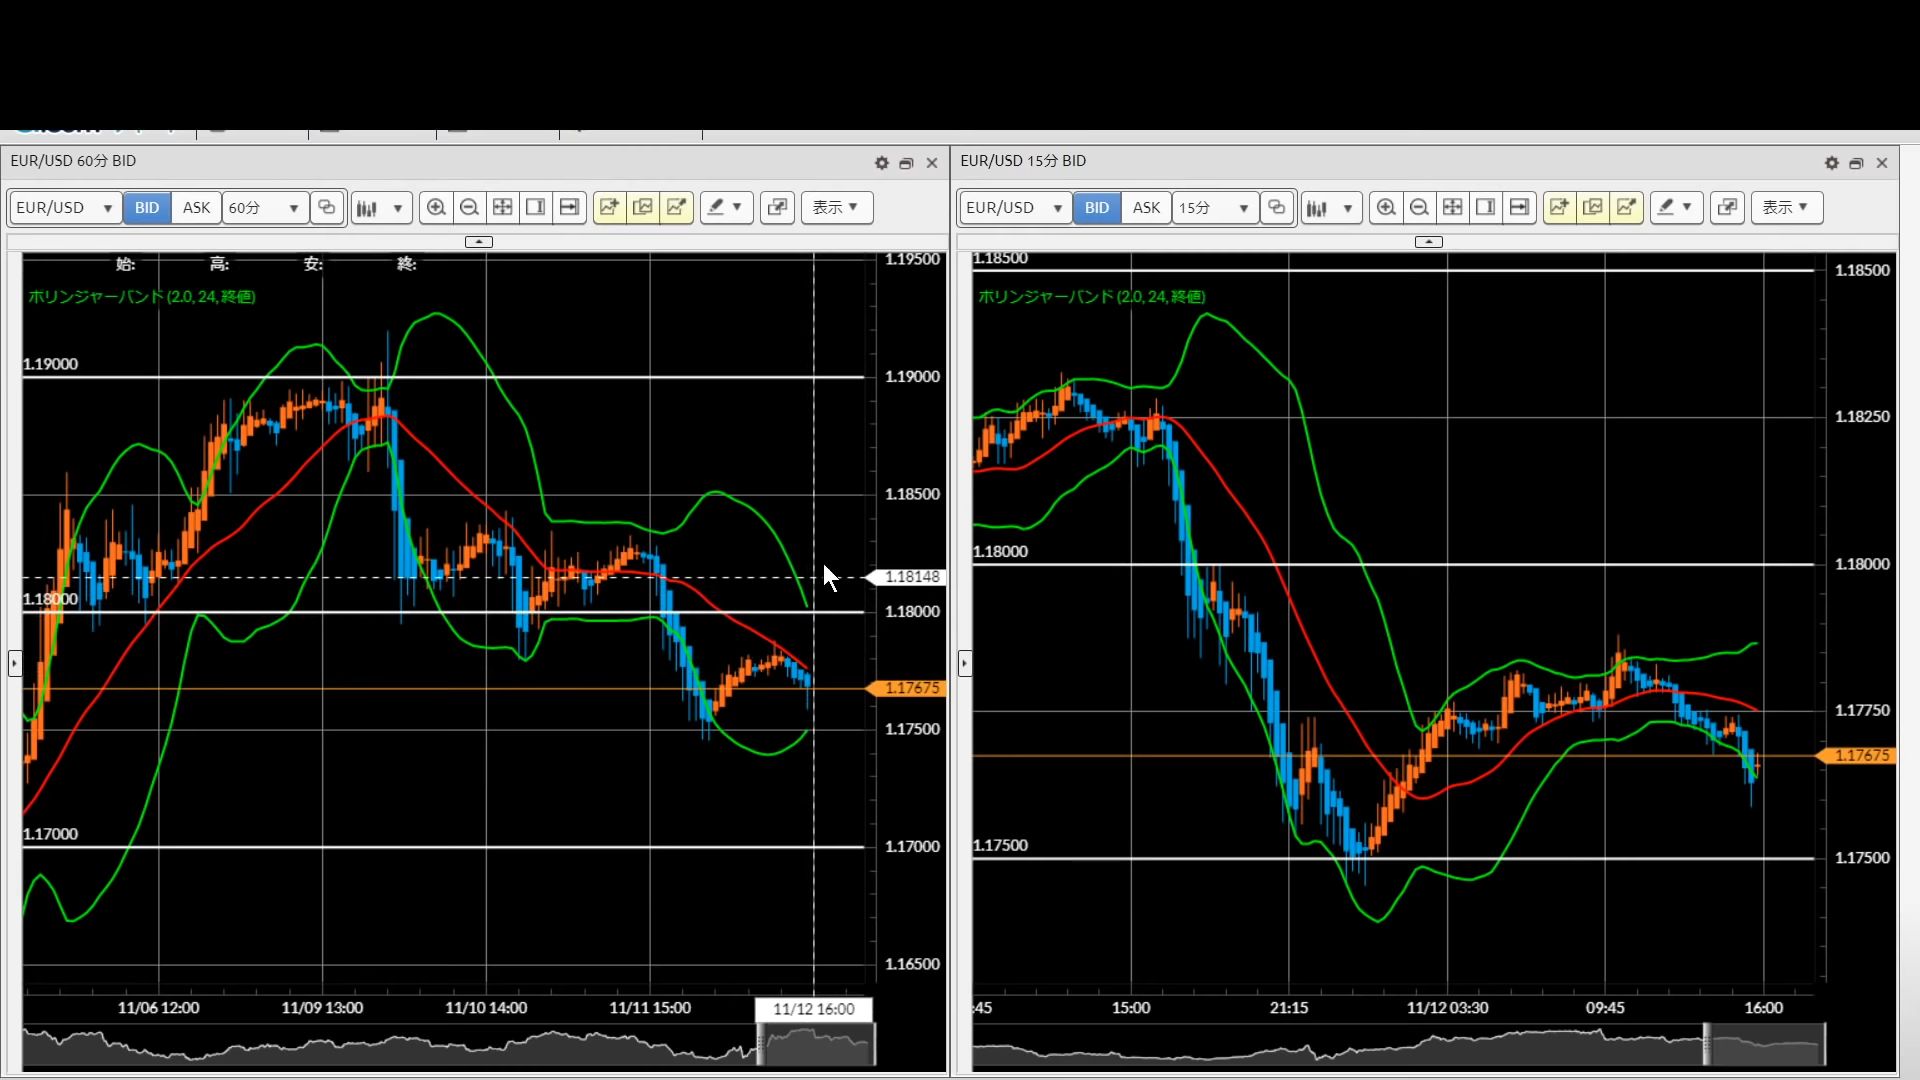 EUR/USD 60分 BID
EUR/USD BID ASK 60分 表示
始: 高: 安: 終:
ボリンジャーバンド (2.0, 24, 終値)
1.19000
1.18000
1.17000
1.19500
1.19000
1.18500
1.18148
1.18000
1.17675
1.17500
1.17000
1.16500
11/06 12:00 11/09 13:00 11/10 14:00 11/11 15:00 11/12 16:00
EUR/USD 15分 BID
EUR/USD BID ASK 15分 表示
1.18500
ボリンジャーバンド (2.0, 24, 終値)
1.18000
1.17500
1.18500
1.18250
1.18000
1.17750
1.17675
1.17500
:45 15:00 21:15 11/12 03:30 09:45 16:00